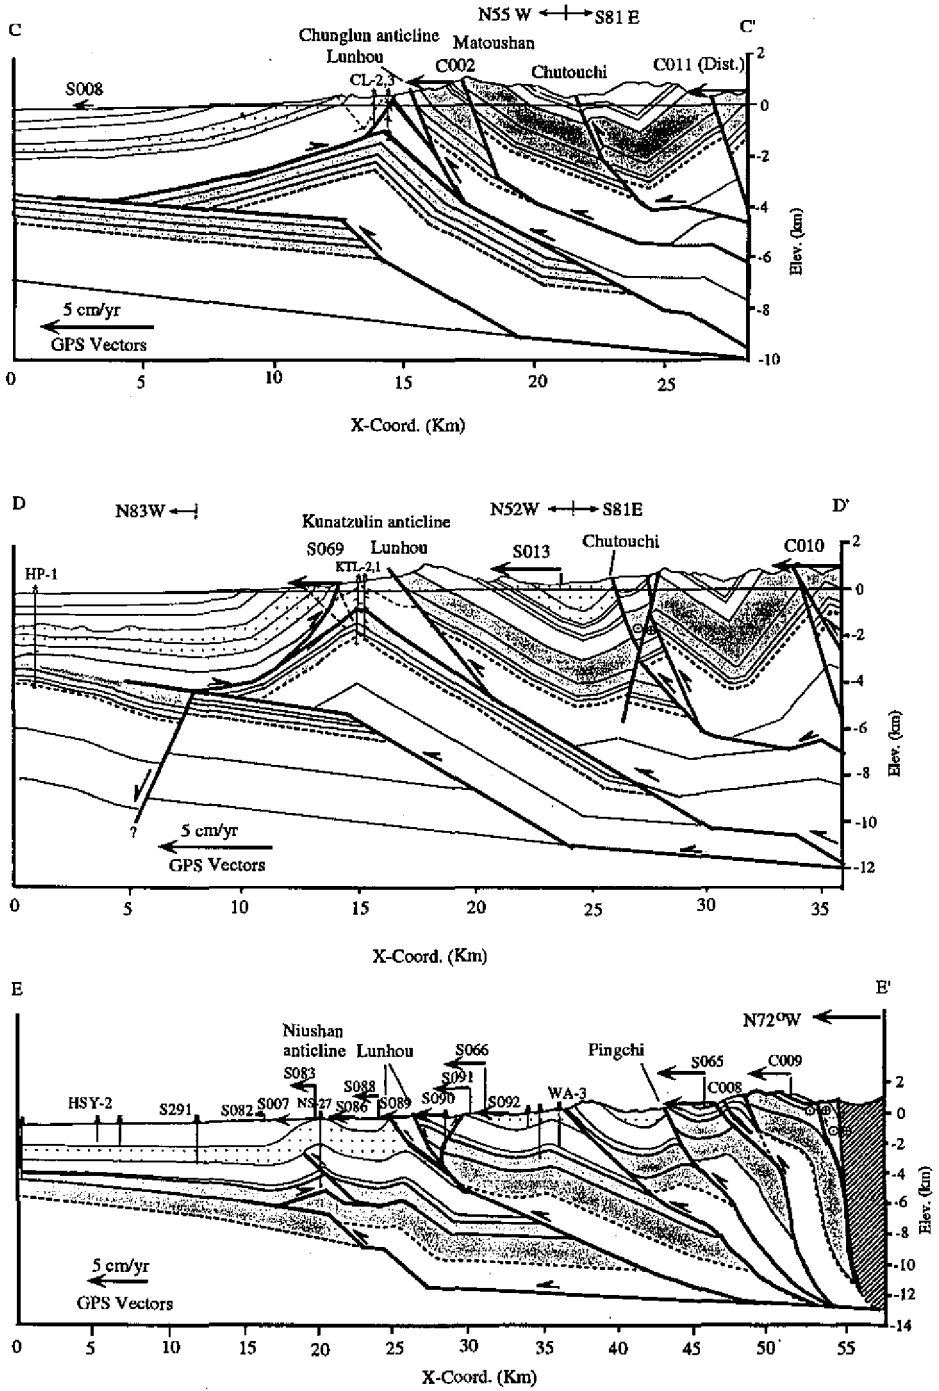 N55 W S81 E
C C'
Chunglun anticline
Lunhou Matoushan
CL-2,3 C002 Chutouchi C011 (Dist.)
S008
2
0
-2
-4
-6
-8
-10
Elev. (km)
5 cm/yr
GPS Vectors
0 5 10 15 20 25
X-Coord. (Km)
D D'
N83W N52W S81E
Kunatzulin anticline
S069 Lunhou S013 Chutouchi C010
HP-1 KTL-2,1
2
0
-2
-4
-6
-8
-10
-12
Elev. (km)
?
5 cm/yr
GPS Vectors
0 5 10 15 20 25 30 35
X-Coord. (Km)
E E'
N72°W
Niushan
anticline Lunhou S066 Pingchi S065 C009
S083 S088 S091 C008
HSY-2 S291 S082 S007 NS-27 S086 S089 S090 S092 WA-3
2
0
-2
-4
-6
-8
-10
-12
-14
Elev. (km)
5 cm/yr
GPS Vectors
0 5 10 15 20 25 30 35 40 45 50 55
X-Coord. (Km)